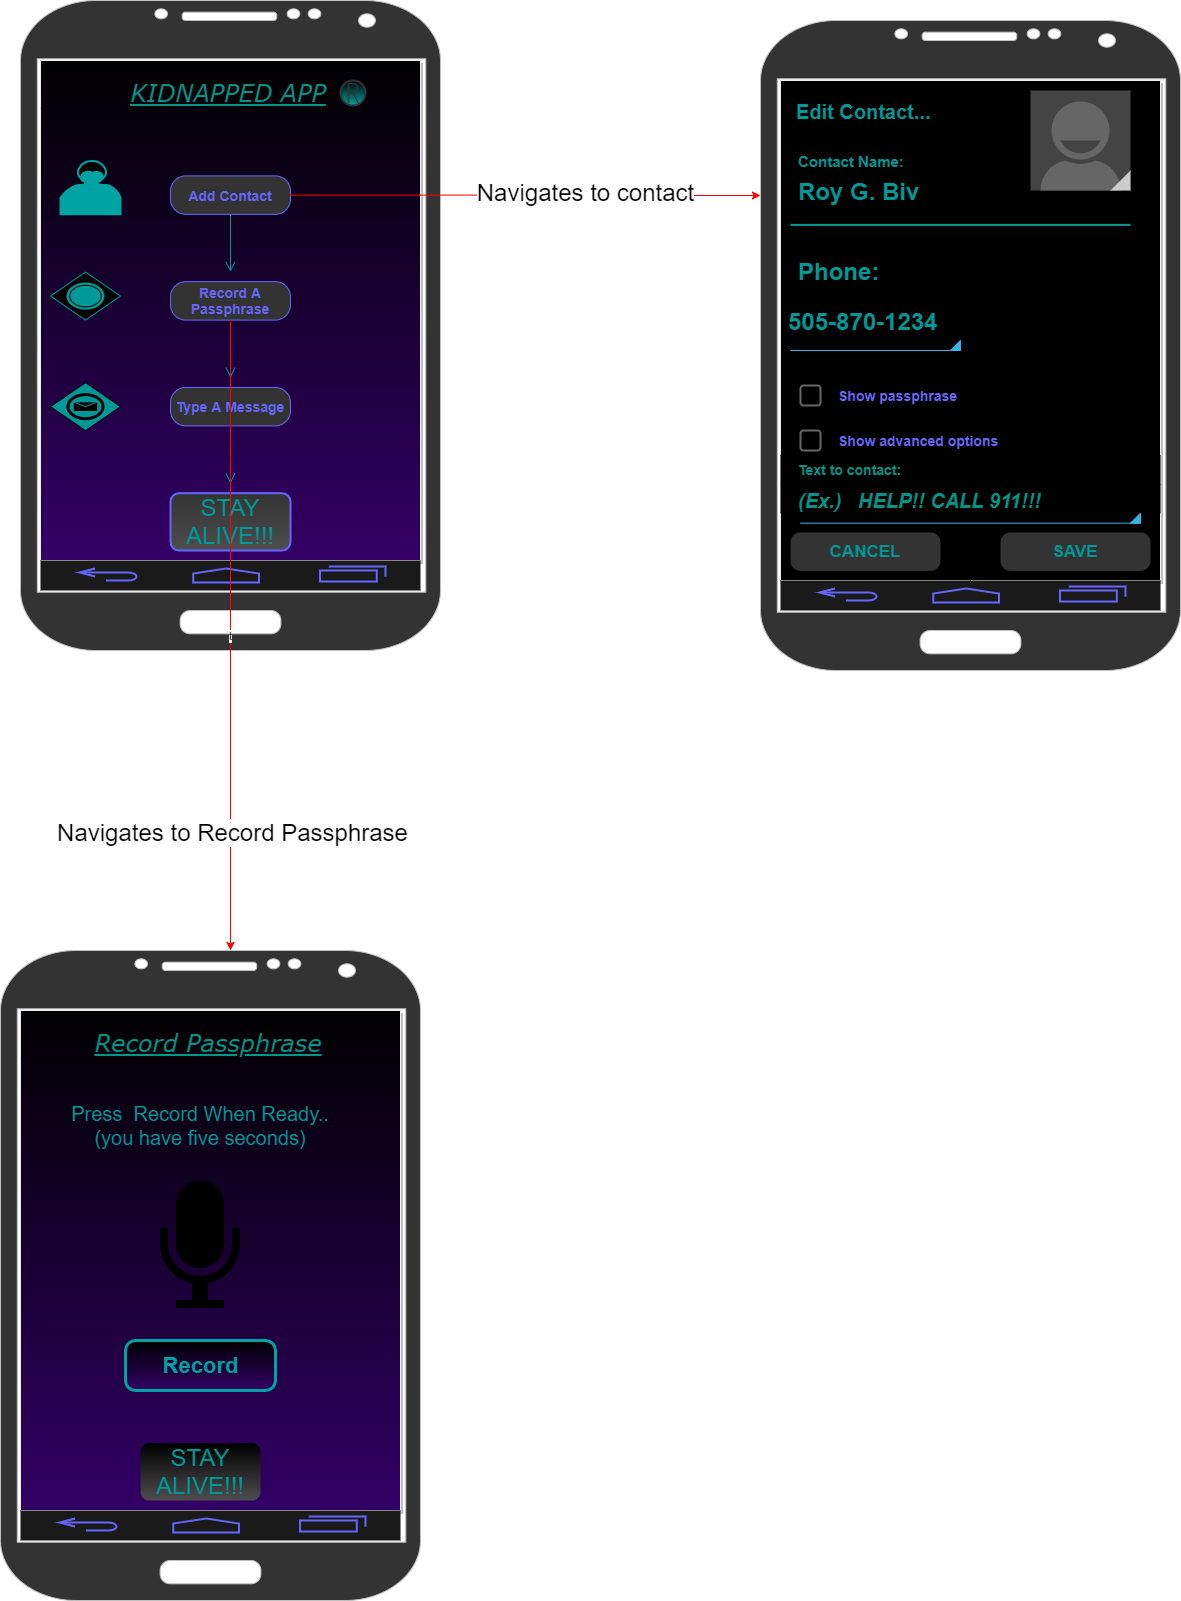 KIDNAPPED APP
R
Add Contact
Record A
Passphrase
Type A Message
STAY
ALIVE!!!
Navigates to contact
Edit Contact...
Contact Name:
Roy G. Biv
Phone:
505-870-1234
Show passphrase
Show advanced options
Text to contact:
(Ex.)   HELP!! CALL 911!!!
CANCEL
SAVE
Navigates to Record Passphrase
Record Passphrase
Press  Record When Ready..
(you have five seconds)
Record
STAY
ALIVE!!!